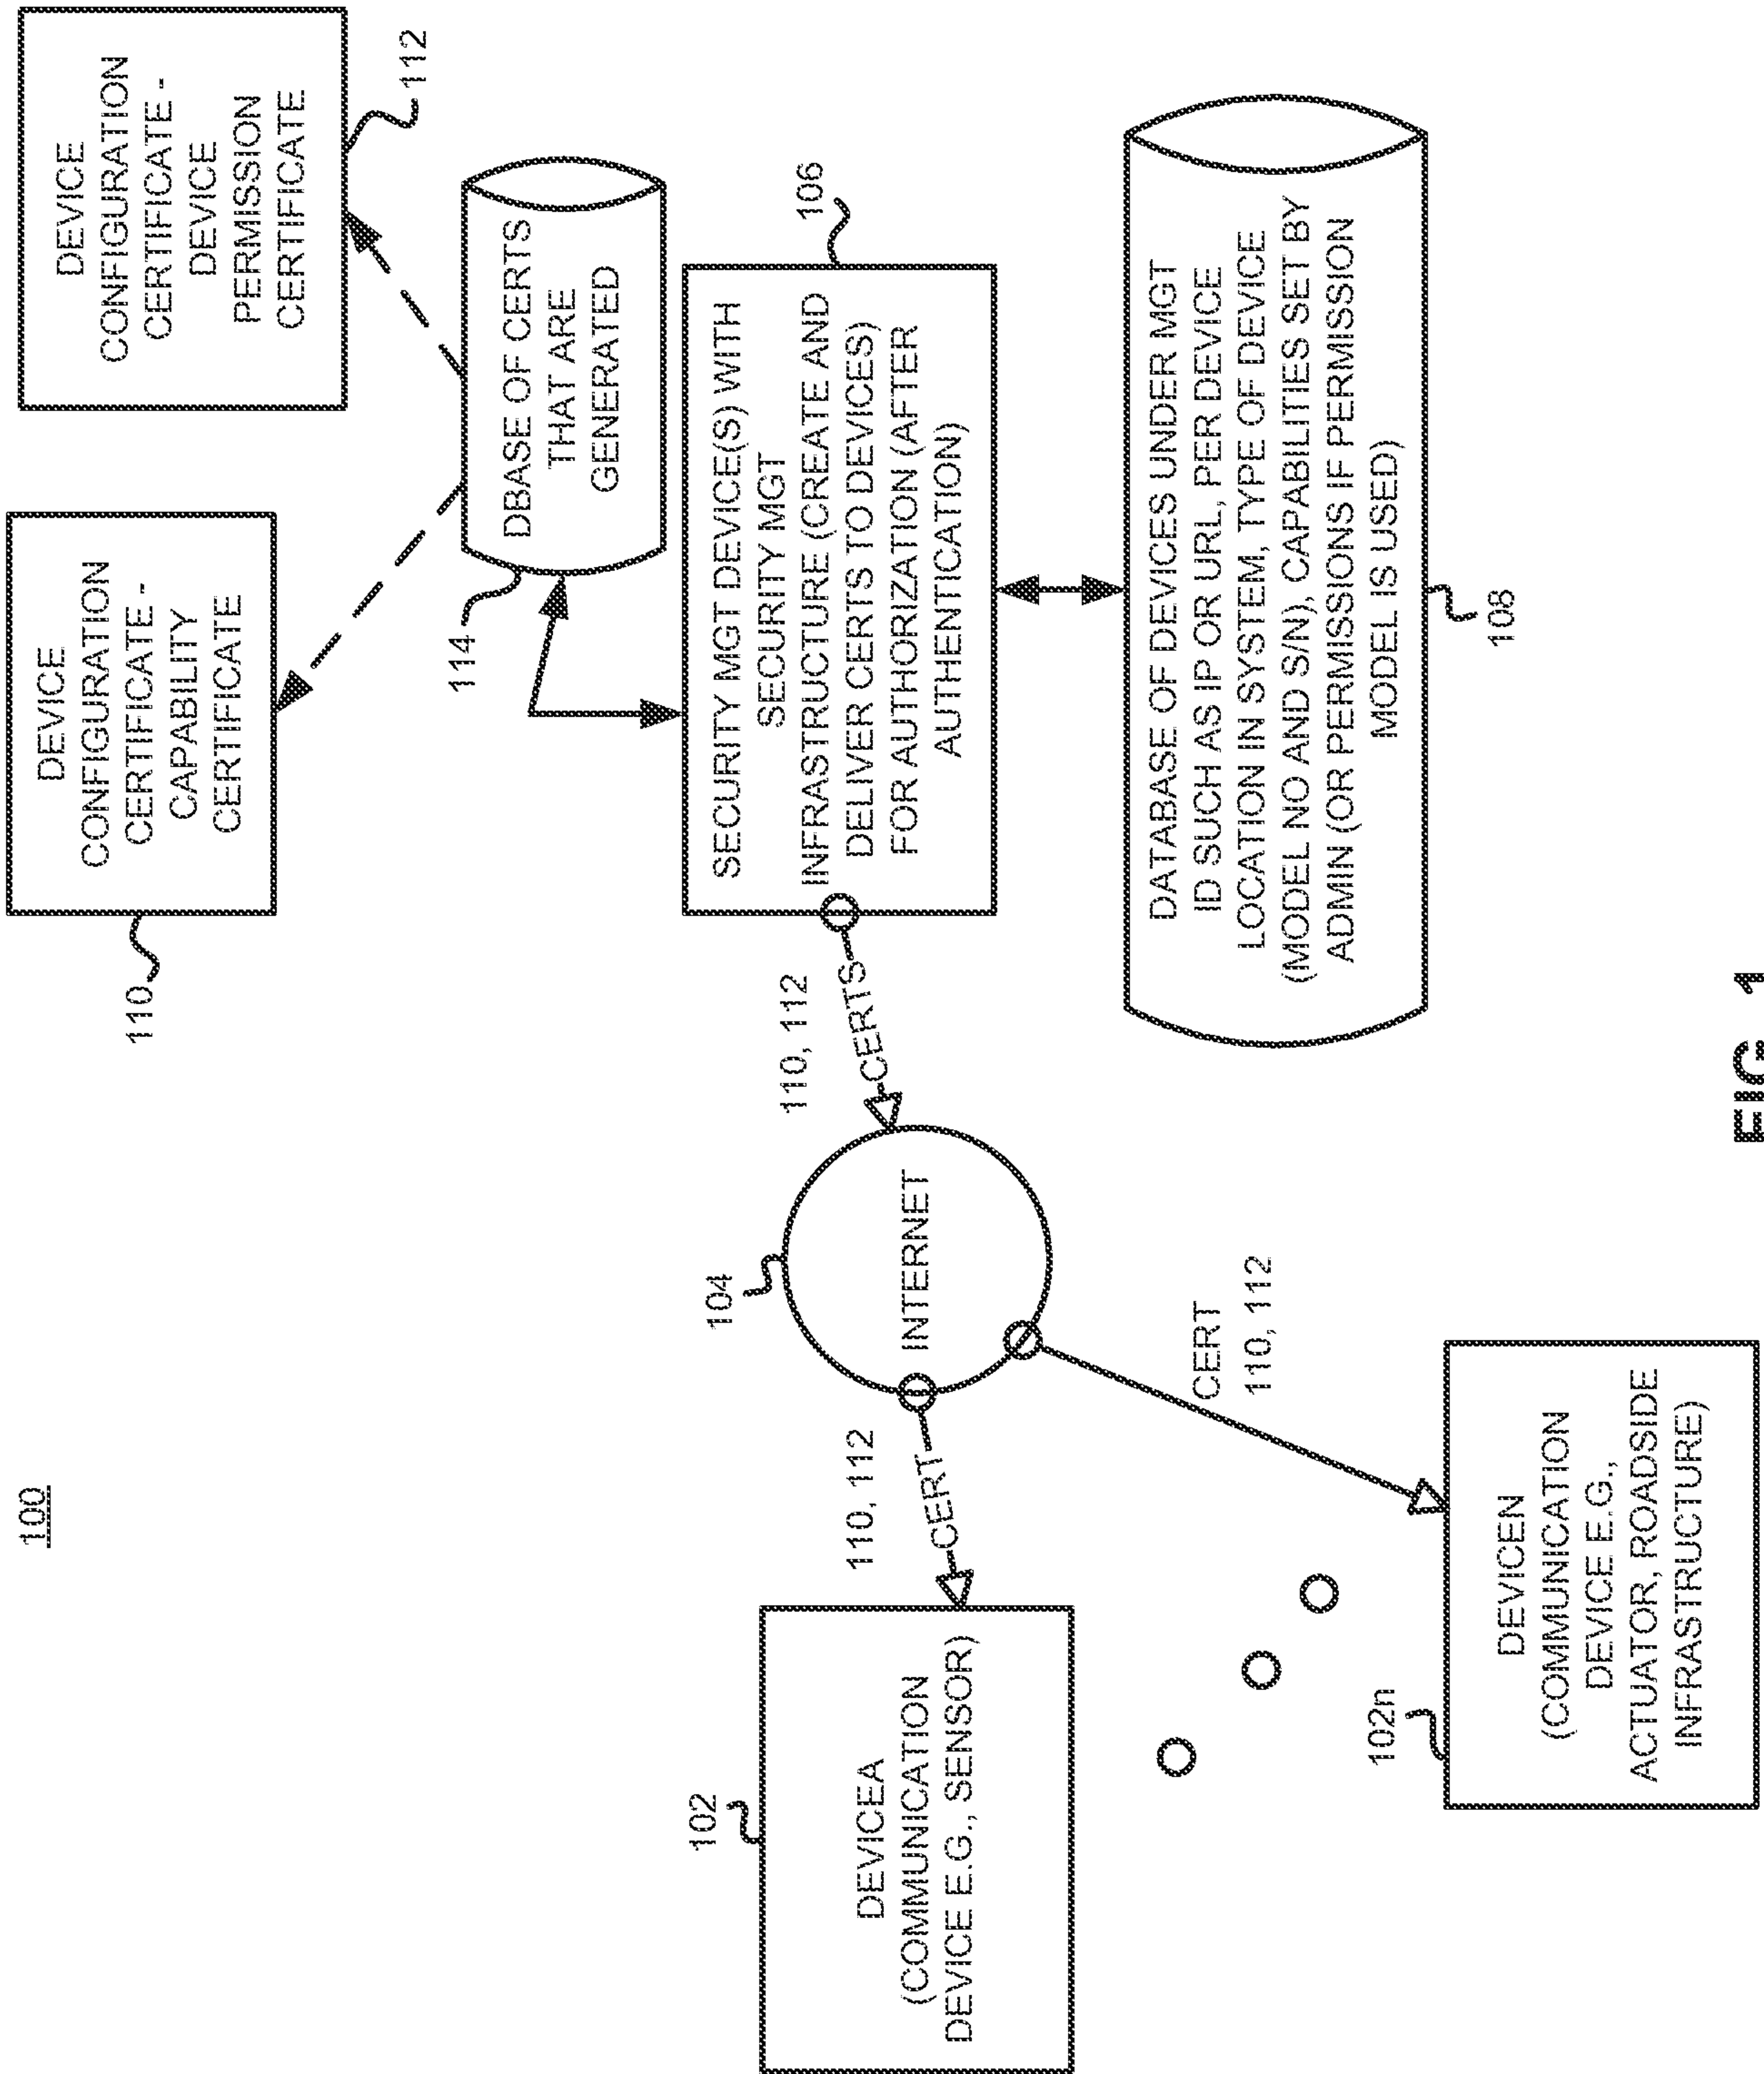 100
DEVICE
CONFIGURATION
CERTIFICATE -
CAPABILITY
CERTIFICATE
110
DEVICE
CONFIGURATION
CERTIFICATE -
DEVICE
PERMISSION
CERTIFICATE
112
DBASE OF CERTS
THAT ARE
GENERATED
114
SECURITY MGT DEVICE(S) WITH
SECURITY MGT
INFRASTRUCTURE (CREATE AND
DELIVER CERTS TO DEVICES)
FOR AUTHORIZATION (AFTER
AUTHENTICATION)
106
110, 112
CERTS
104
INTERNET
110, 112
CERT
CERT
110, 112
102
DEVICEA
(COMMUNICATION
DEVICE E.G., SENSOR)
102n
DEVICEN
(COMMUNICATION
DEVICE E.G.,
ACTUATOR, ROADSIDE
INFRASTRUCTURE)
DATABASE OF DEVICES UNDER MGT
ID SUCH AS IP OR URL, PER DEVICE
LOCATION IN SYSTEM, TYPE OF DEVICE
(MODEL NO AND S/N), CAPABILITIES SET BY
ADMIN (OR PERMISSIONS IF PERMISSION
MODEL IS USED)
108
FIG. 1